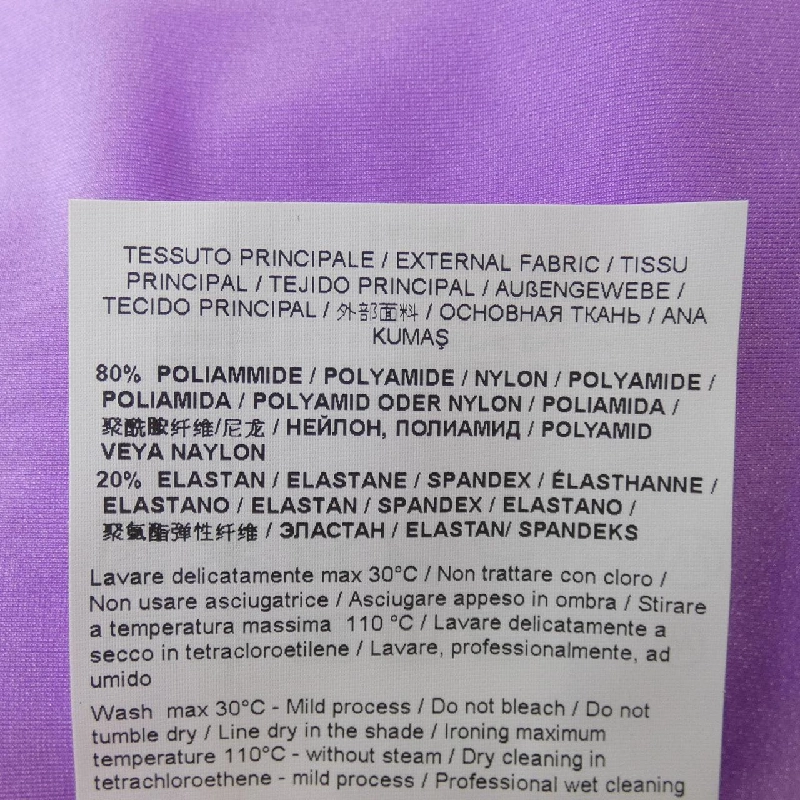 TESSUTO PRINCIPALE / EXTERNAL FABRIC / TISSU
PRINCIPAL / TEJIDO PRINCIPAL / AUßENGEWEBE /
TECIDO PRINCIPAL / 外部面料 / ОСНОВНАЯ ТКАНЬ / ANA
KUMAŞ
80% POLIAMMIDE / POLYAMIDE / NYLON / POLYAMIDE /
POLIAMIDA / POLYAMID ODER NYLON / POLIAMIDA /
聚酰胺纤维/尼龙 / НЕЙЛОН, ПОЛИАМИД / POLYAMID
VEYA NAYLON
20% ELASTAN / ELASTANE / SPANDEX / ÉLASTHANNE /
ELASTANO / ELASTAN / SPANDEX / ELASTANO /
聚氨酯弹性纤维 / ЭЛАСТАН / ELASTAN/ SPANDEKS
Lavare delicatamente max 30°C / Non trattare con cloro /
Non usare asciugatrice / Asciugare appeso in ombra / Stirare
a temperatura massima 110 °C / Lavare delicatamente a
secco in tetracloroetilene / Lavare, professionalmente, ad
umido
Wash max 30°C - Mild process / Do not bleach / Do not
tumble dry / Line dry in the shade / Ironing maximum
temperature 110°C - without steam / Dry cleaning in
tetrachloroethene - mild process / Professional wet cleaning